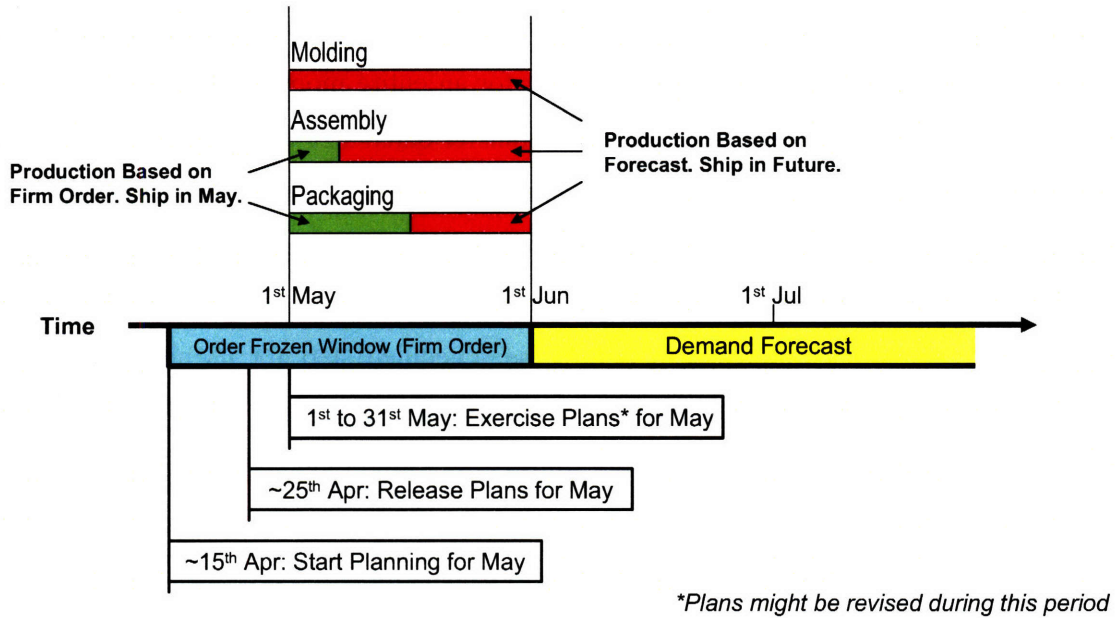 Molding
Assembly
Production Based on
Firm Order. Ship in May.
Production Based on
Forecast. Ship in Future.
Packaging
1st May
1st Jun
1st Jul
Time
Order Frozen Window (Firm Order)
Demand Forecast
1st to 31st May: Exercise Plans* for May
~25th Apr: Release Plans for May
~15th Apr: Start Planning for May
*Plans might be revised during this period